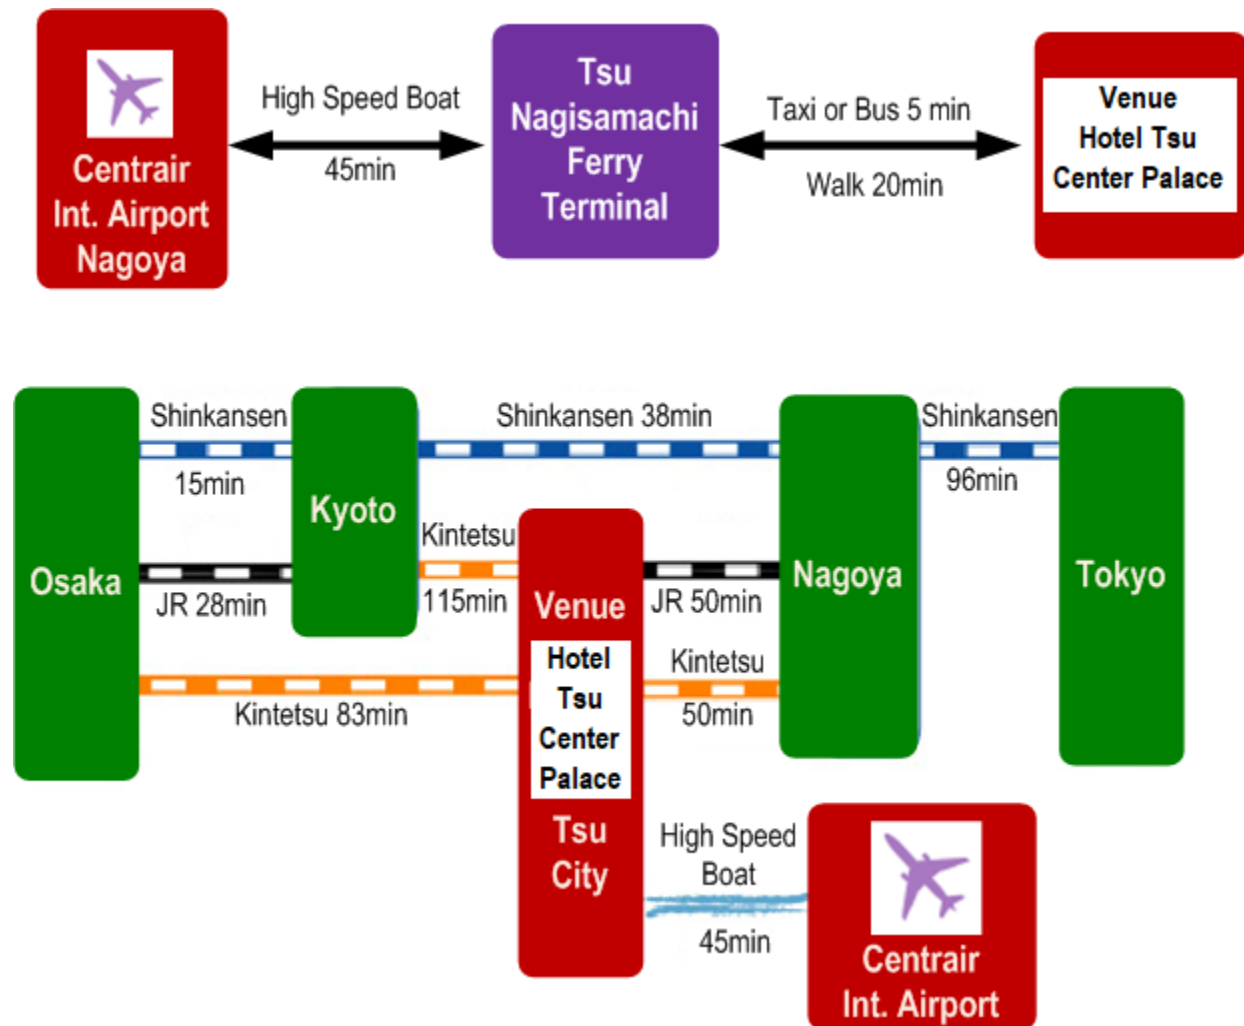 Centrair
Int. Airport
Nagoya
High Speed Boat
45min
Tsu
Nagisamachi
Ferry
Terminal
Taxi or Bus 5 min
Walk 20min
Venue
Hotel Tsu
Center Palace
Osaka
Shinkansen
15min
JR 28min
Kyoto
Shinkansen 38min
Kintetsu
115min
Kintetsu 83min
Venue
Hotel
Tsu
Center
Palace
Tsu
City
JR 50min
Kintetsu
50min
Nagoya
Shinkansen
96min
Tokyo
High Speed
Boat
45min
Centrair
Int. Airport